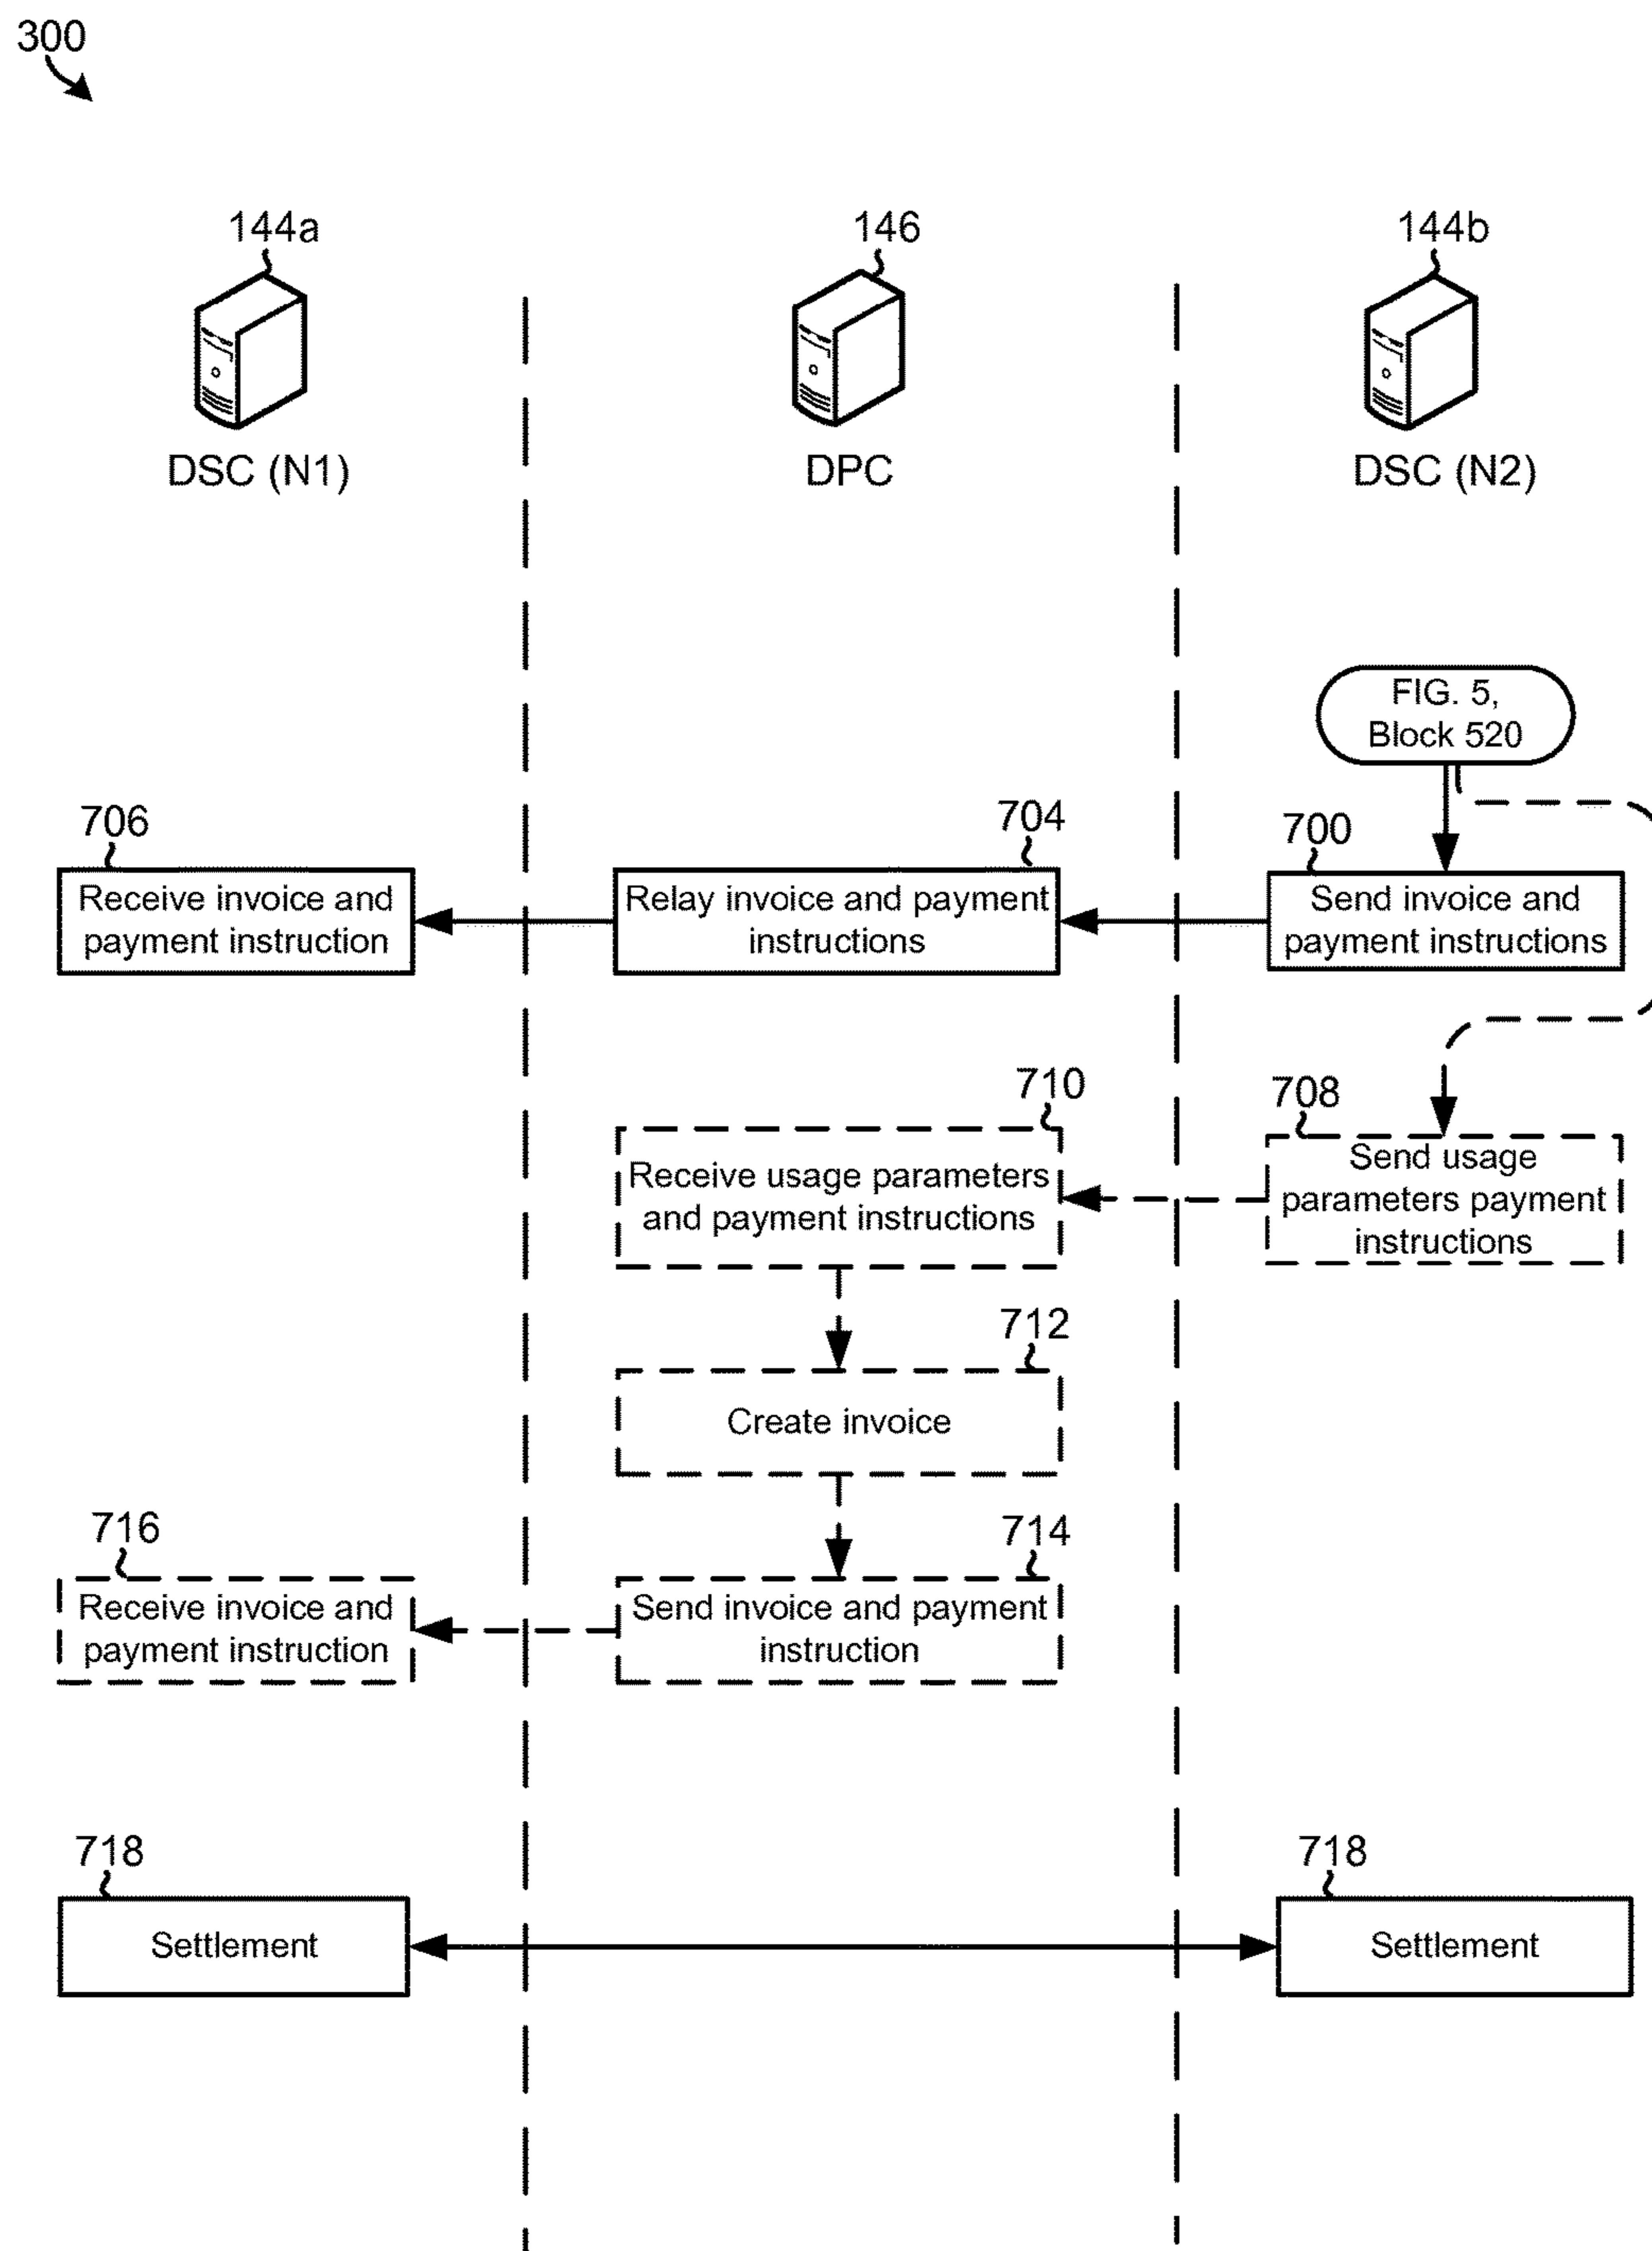 300
144a
146
144b
DSC (N1)
DPC
DSC (N2)
FIG. 5,
Block 520
706
704
700
Receive invoice and
payment instruction
Relay invoice and payment
instructions
Send invoice and
payment instructions
710
708
Receive usage parameters
and payment instructions
Send usage
parameters payment
instructions
712
Create invoice
716
714
Receive invoice and
payment instruction
Send invoice and payment
instruction
718
718
Settlement
Settlement